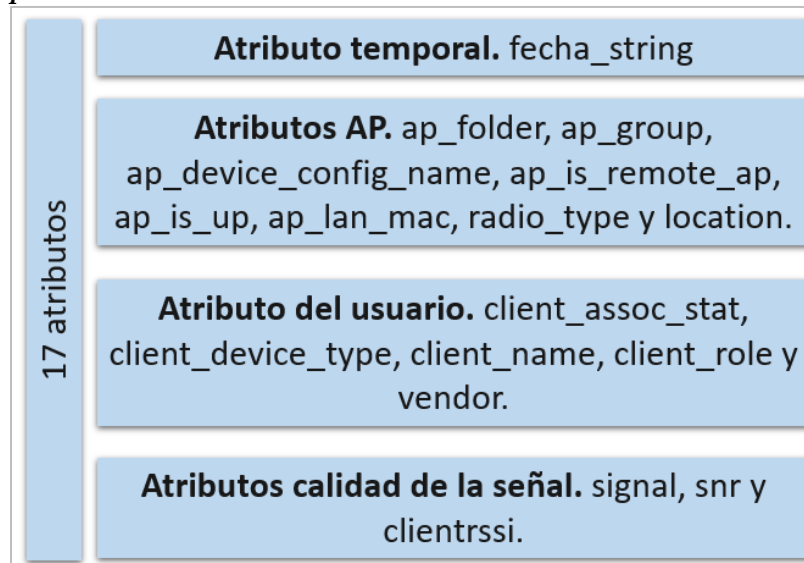 17 atributos
Atributo temporal. fecha_string
Atributos AP. ap_folder, ap_group,
ap_device_config_name, ap_is_remote_ap,
ap_is_up, ap_lan_mac, radio_type y location.
Atributo del usuario. client_assoc_stat,
client_device_type, client_name, client_role y
vendor.
Atributos calidad de la señal. signal, snr y
clientrssi.